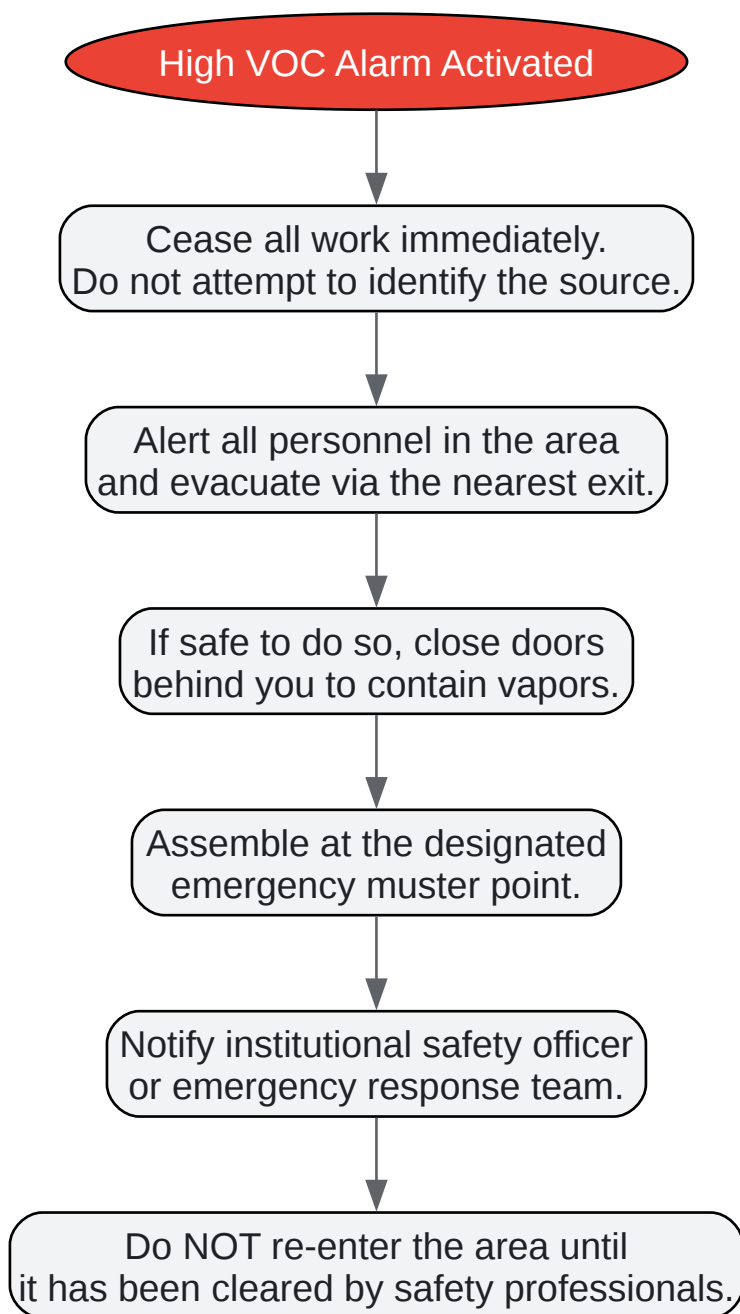 High VOC Alarm Activated
Cease all work immediately.
Do not attempt to identify the source.
Alert all personnel in the area
and evacuate via the nearest exit.
If safe to do so, close doors
behind you to contain vapors.
Assemble at the designated
emergency muster point.
Notify institutional safety officer
or emergency response team.
Do NOT re-enter the area until
it has been cleared by safety professionals.